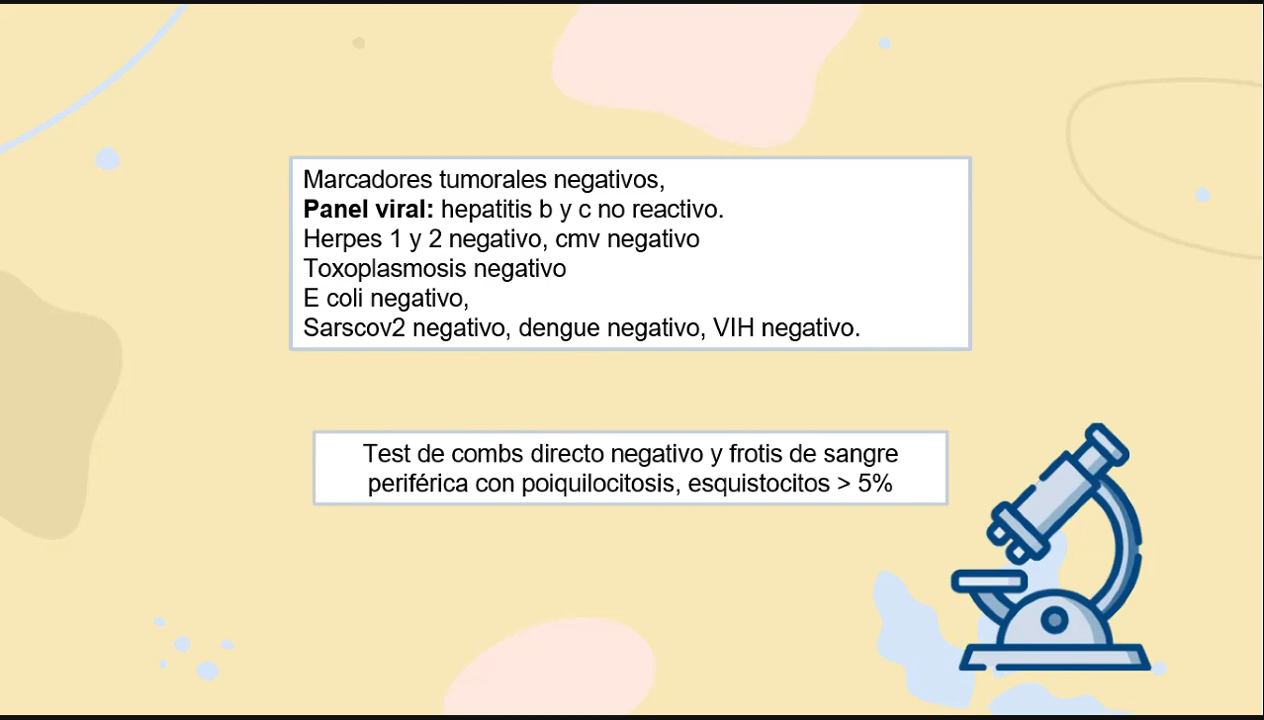 Marcadores tumorales negativos,
Panel viral: hepatitis b y c no reactivo.
Herpes 1 y 2 negativo, cmv negativo
Toxoplasmosis negativo
E coli negativo,
Sarscov2 negativo, dengue negativo, VIH negativo.
Test de combs directo negativo y frotis de sangre
periférica con poiquilocitosis, esquistocitos > 5%